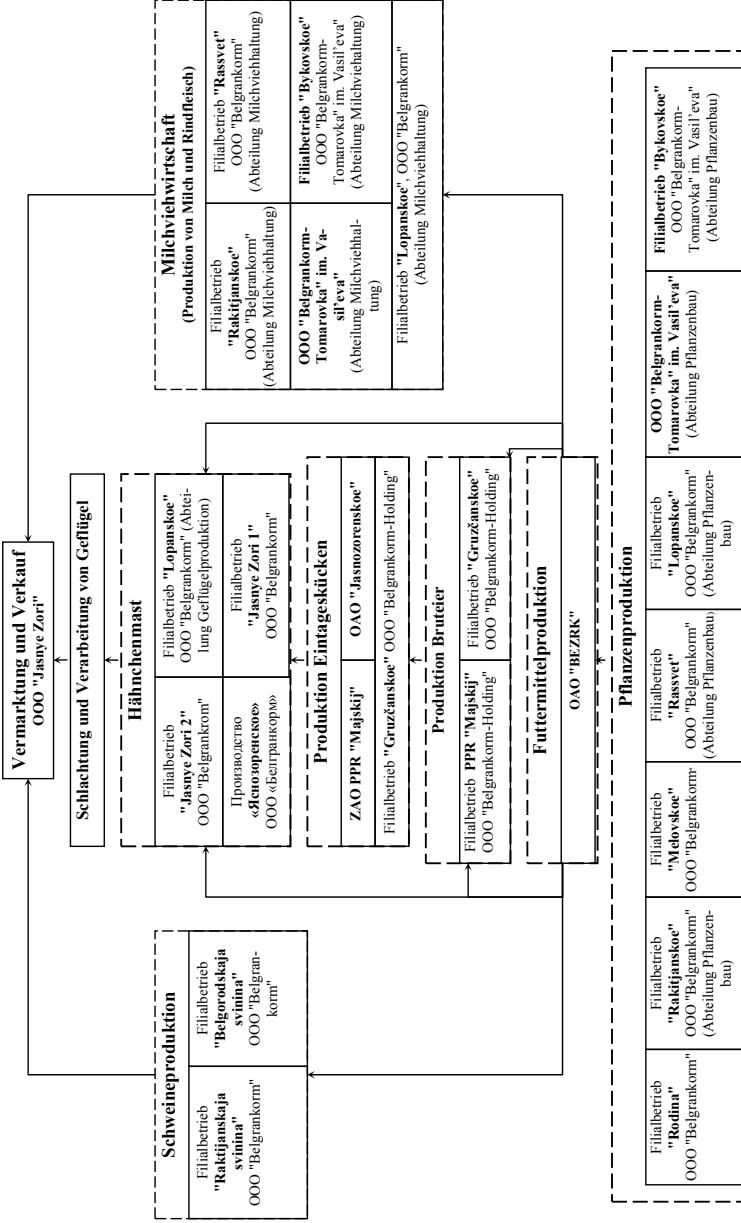 Vermarktung und Verkauf
OOO "Jasnye Zori"
Schlachtung und Verarbeitung von Geflügel
Schweineproduktion
Filialbetrieb
"Raktijanskaja
svinina"
OOO "Belgrankorm"
Filialbetrieb
"Belgorodskaja
svinina"
OOO "Belgran-
korm"
Hähnchenmast
Filialbetrieb
"Jasnye Zori 2"
OOO "Belgrankrom"
Filialbetrieb "Lopanskoe"
OOO "Belgrankorm" (Abtei-
lung Geflügelproduktion)
Производство
«Яснозоренское»
ООО «Белгранкорм»
Filialbetrieb
"Jasny Zori 1"
OOO "Belgrankorm"
Produktion Eintagesküken
ZAO PPR "Majskij"
OAO "Jasnozorenskoe"
Filialbetrieb "Gruzčanskoe" OOO "Belgrankorm-Holding"
Produktion Bruteier
Filialbetrieb PPR "Majskij"
OOO "Belgrankorm-Holding"
Filialbetrieb "Gruzčanskoe"
OOO "Belgrankorm-Holding"
Futtermittelproduktion
OAO "BEZRK"
Milchviehwirtschaft
(Produktion von Milch und Rindfleisch)
Filialbetrieb
"Rakitjanskoe"
OOO "Belgrankorm"
(Abteilung Milchviehhaltung)
Filialbetrieb "Rassvet"
OOO "Belgrankorm"
(Abteilung Milchviehhaltung)
OOO "Belgrankorm-
Tomarovka" im. Va-
sil'eva"
(Abteilung Milchviehhal-
tung)
Filialbetrieb "Bykovskoe"
OOO "Belgrankorm-
Tomarovka" im. Vasil'eva"
(Abteilung Milchviehaltung)
Filialbetrieb "Lopanskoe", OOO "Belgrankorm"
(Abteilung Milchviehhaltung)
Pflanzenproduktion
Filialbetrieb
"Rodina"
OOO "Belgrankorm"
Filialbetrieb
"Rakitjanskoe"
OOO "Belgrankorm"
(Abteilung Pflanzen-
bau)
Filialbetrieb
"Melovskoe"
OOO "Belgrankorm-
Filialbetrieb
"Rassvet"
OOO "Belgrankorm"
(Abteilung Pflanzenbau)
Filialbetrieb
"Lopanskoe"
OOO "Belgrankorm"
(Abteilung Pflanzen-
bau)
OOO "Belgrankorm-
Tomarovka" im. Vasil'eva"
(Abteilung Pflanzenbau)
Filialbetrieb "Bykovskoe"
OOO "Belgrankorm-
Tomarovka" im. Vasil'eva"
(Abteilung Pflanzenbau)